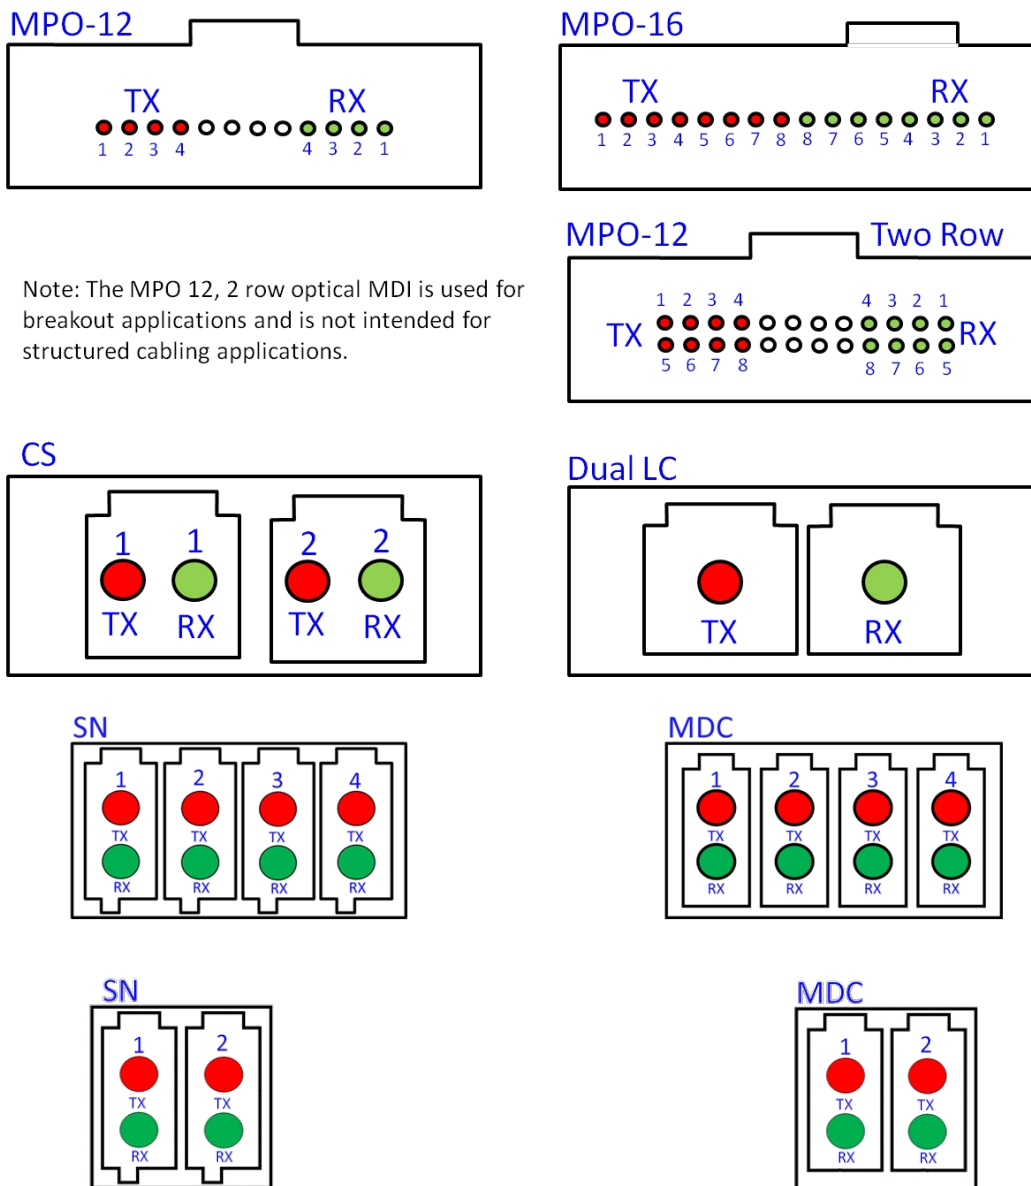 MPO-12
TX RX
1 2 3 4 4 3 2 1
MPO-16
TX RX
1 2 3 4 5 6 7 8 8 7 6 5 4 3 2 1
Note: The MPO 12, 2 row optical MDI is used for
breakout applications and is not intended for
structured cabling applications.
MPO-12 Two Row
1 2 3 4 4 3 2 1
TX RX
5 6 7 8 8 7 6 5
CS
1 1 2 2
TX RX TX RX
Dual LC
TX RX
SN
1 2 3 4
TX TX TX TX
RX RX RX RX
MDC
1 2 3 4
TX TX TX TX
RX RX RX RX
SN
1 2
TX TX
RX RX
MDC
1 2
TX TX
RX RX